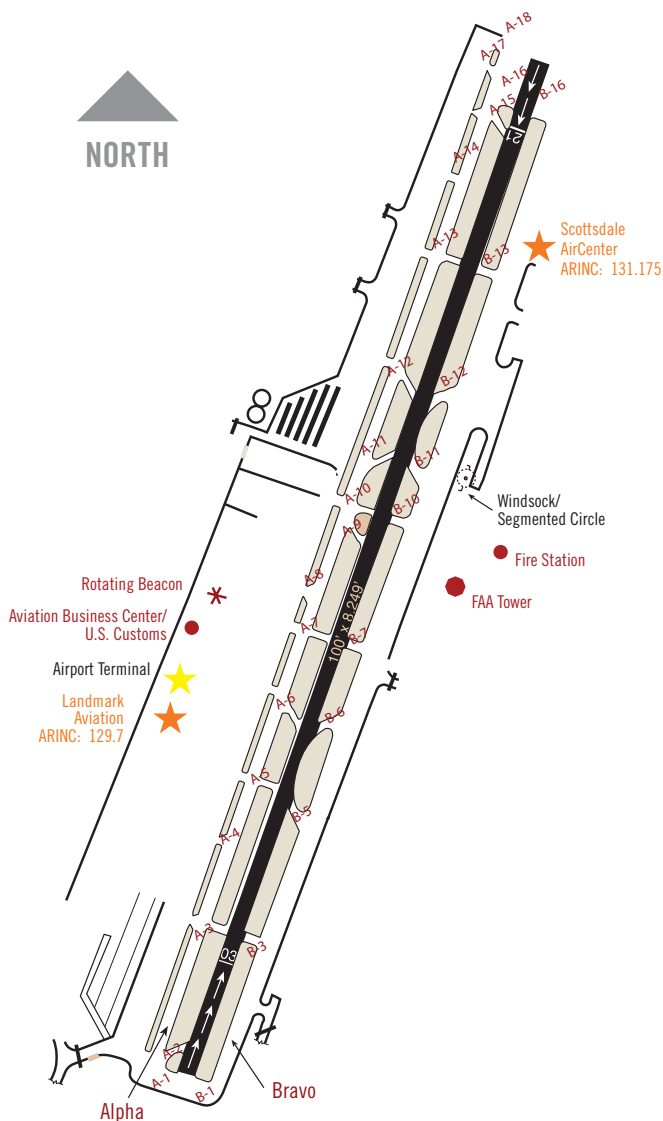 A-18
A-17
A-16
B-16
A-15
21
A-14
NORTH
Scottsdale
AirCenter
ARINC: 131.175
A-13
B-13
A-12
B-12
A-11
B-11
A-10
B-10
Windsock/
Segmented Circle
A-9
Fire Station
A-8
Rotating Beacon
FAA Tower
Aviation Business Center/
U.S. Customs
A-7
B-7
100' x 8.249'
Airport Terminal
Landmark
Aviation
ARINC: 129.7
A-6
B-6
A-5
B-5
A-4
A-3
B-3
03
A-2
A-1
B-1
Bravo
Alpha